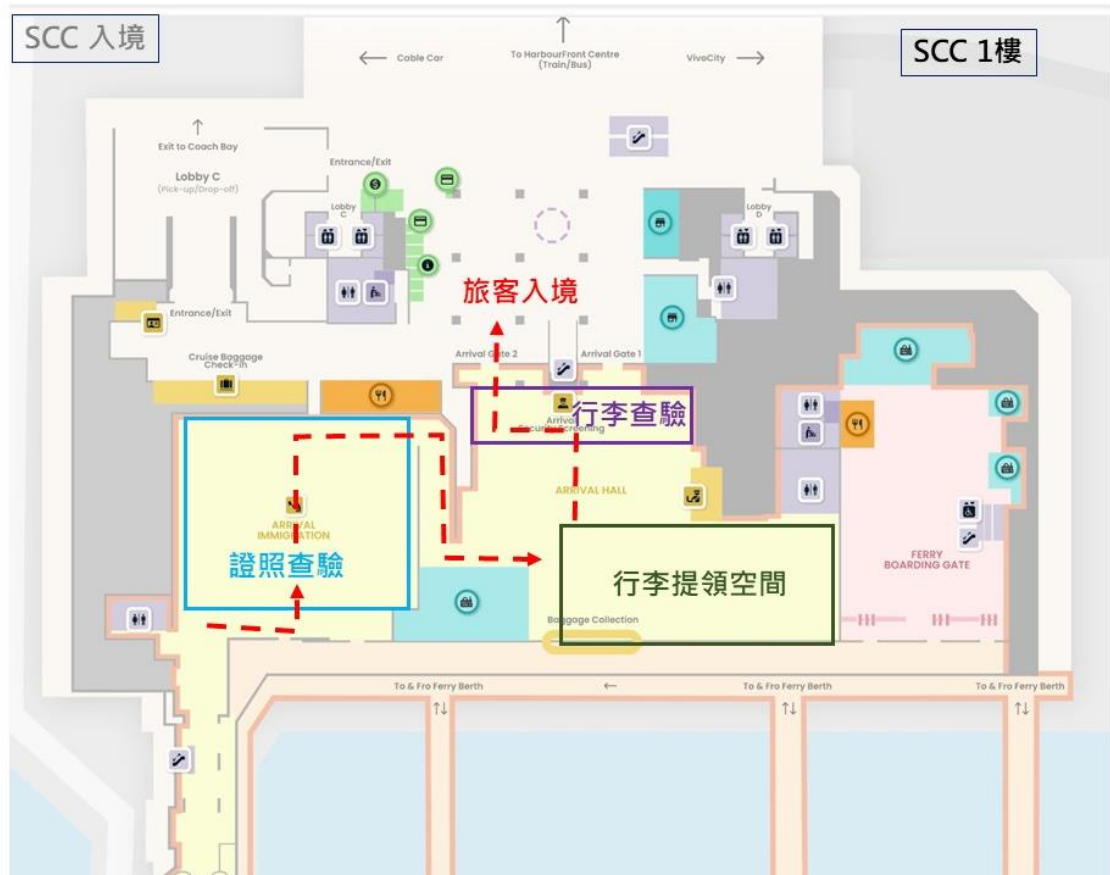 SCC 入境
SCC 1樓
Cable Car
To HarbourFront Centre
(Train/Bus)
VivoCity
Exit to Coach Bay
Lobby C
(Pick-up/Drop-off)
Entrance/Exit
Lobby
C
Lobby
D
旅客入境
Entrance/Exit
Cruise Baggage
Check-in
Arrival Gate 2
Arrival Gate 1
行李查驗
Arrival
Security Screening
ARRIVAL HALL
ARRIVAL
IMMIGRATION
證照查驗
行李提領空間
FERRY
BOARDING GATE
Baggage Collection
To & Fro Ferry Berth
To & Fro Ferry Berth
To & Fro Ferry Berth